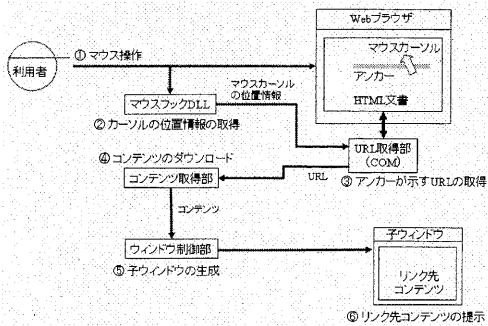 Webブラウザ
マウスカーソル
アンカー
HTML文書
① マウス操作
利用者
マウスカーソル
の位置情報
マウスフックDLL
② カーソルの位置情報の取得
④ コンテンツのダウンロード
URL取得部
(COM)
コンテンツ取得部
URL
③ アンカーが示すURLの取得
コンテンツ
ウィンドウ制御部
⑤ 子ウィンドウの生成
子ウィンドウ
リンク先
コンテンツ
⑥ リンク先コンテンツの提示